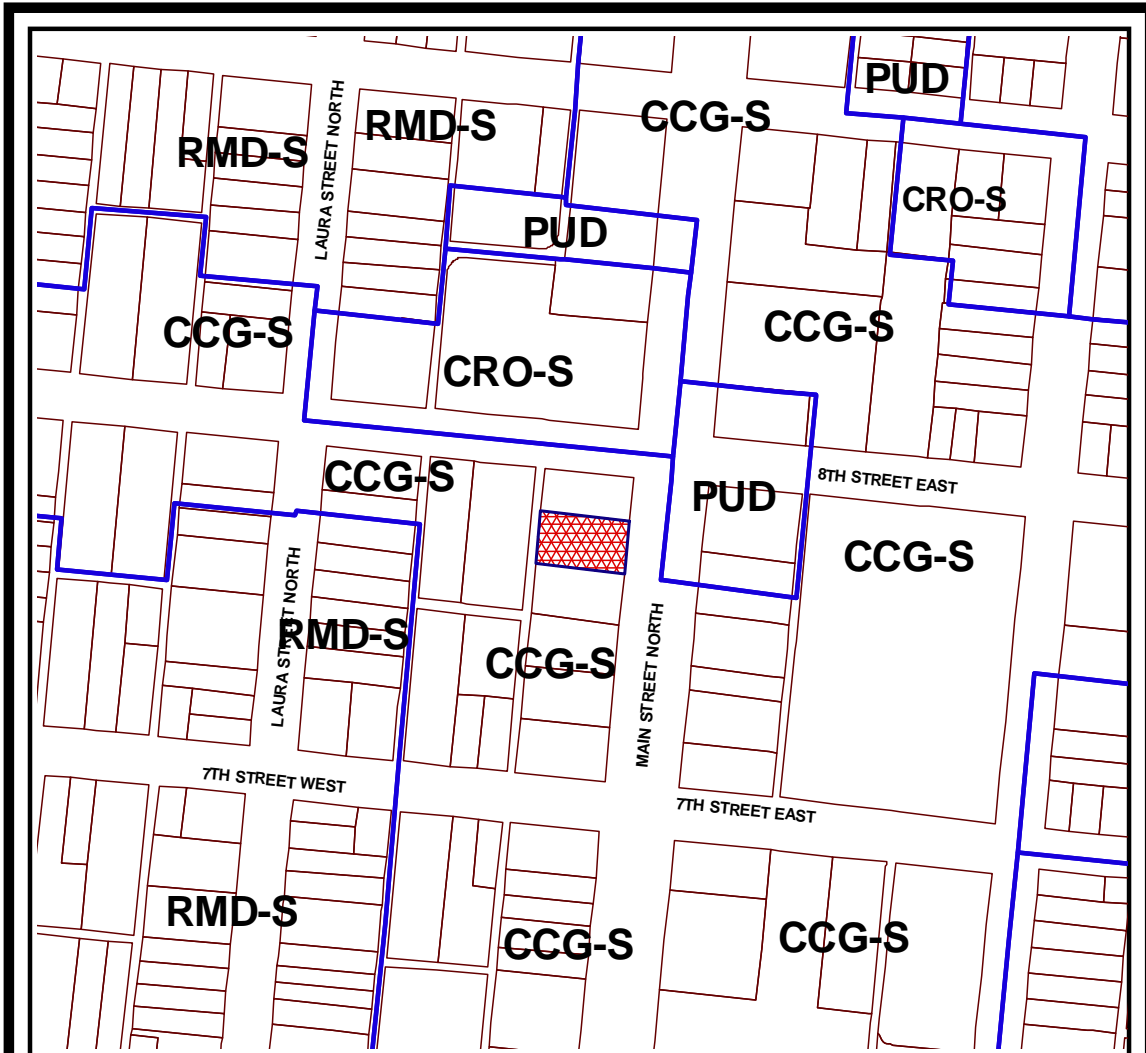 PUD
CCG-S
RMD-S
RMD-S
LAURA STREET NORTH
CRO-S
PUD
CCG-S
CCG-S
CRO-S
CCG-S
8TH STREET EAST
PUD
CCG-S
LAURA STREET NORTH
RMD-S
CCG-S
MAIN STREET NORTH
7TH STREET WEST
7TH STREET EAST
RMD-S
CCG-S
CCG-S